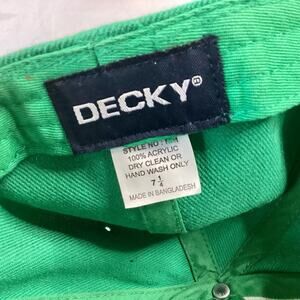 DECKY®
STYLE NO :
100% ACRYLIC
DRY CLEAN OR
HAND WASH ONLY
7 1/4
MADE IN BANGLADESH